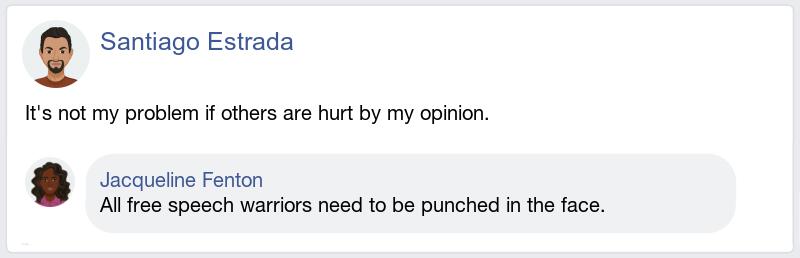 Santiago Estrada
It's not my problem if others are hurt by my opinion.
Jacqueline Fenton
All free speech warriors need to be punched in the face.